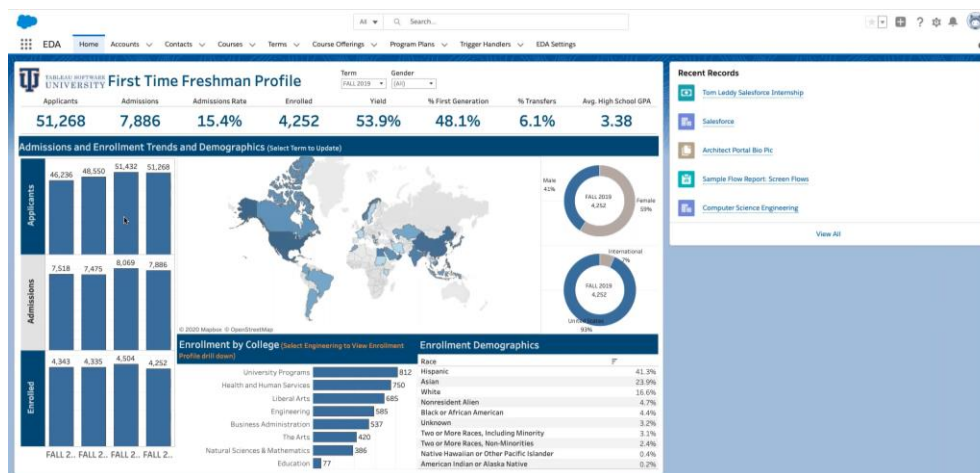 All
Search...
EDA
Home Accounts Contacts Courses Terms Course Offerings Program Plans Trigger Handlers EDA Settings
TABLEAU SOFTWARE
UNIVERSITY
First Time Freshman Profile
Term
FALL 2019
Gender
(All)
Applicants Admissions Admissions Rate Enrolled Yield % First Generation % Transfers Avg. High School GPA
51,268 7,886 15.4% 4,252 53.9% 48.1% 6.1% 3.38
Admissions and Enrollment Trends and Demographics (Select Term to Update)
Applicants
46,236 48,550 51,432 51,268
Admissions
7,518 7,475 8,069 7,886
Enrolled
4,343 4,335 4,504 4,252
FALL 2.. FALL 2.. FALL 2.. FALL 2..
© 2020 Mapbox © OpenStreetMap
Male
41%
FALL 2019
4,252
Female
59%
International
7%
FALL 2019
4,252
United States
93%
Enrollment by College (Select Engineering to View Enrollment
Profile drill down)
University Programs 812
Health and Human Services 750
Liberal Arts 685
Engineering 585
Business Administration 537
The Arts 420
Natural Sciences & Mathematics 386
Education 77
Enrollment Demographics
Race
Hispanic 41.3%
Asian 23.9%
White 16.6%
Nonresident Alien 4.7%
Black or African American 4.4%
Unknown 3.2%
Two or More Races, Including Minority 3.1%
Two or More Races, Non-Minorities 2.4%
Native Hawaiian or Other Pacific Islander 0.4%
American Indian or Alaska Native 0.2%
Recent Records
Tom Leddy Salesforce Internship
Salesforce
Architect Portal Bio Pic
Sample Flow Report: Screen Flows
Computer Science Engineering
View All